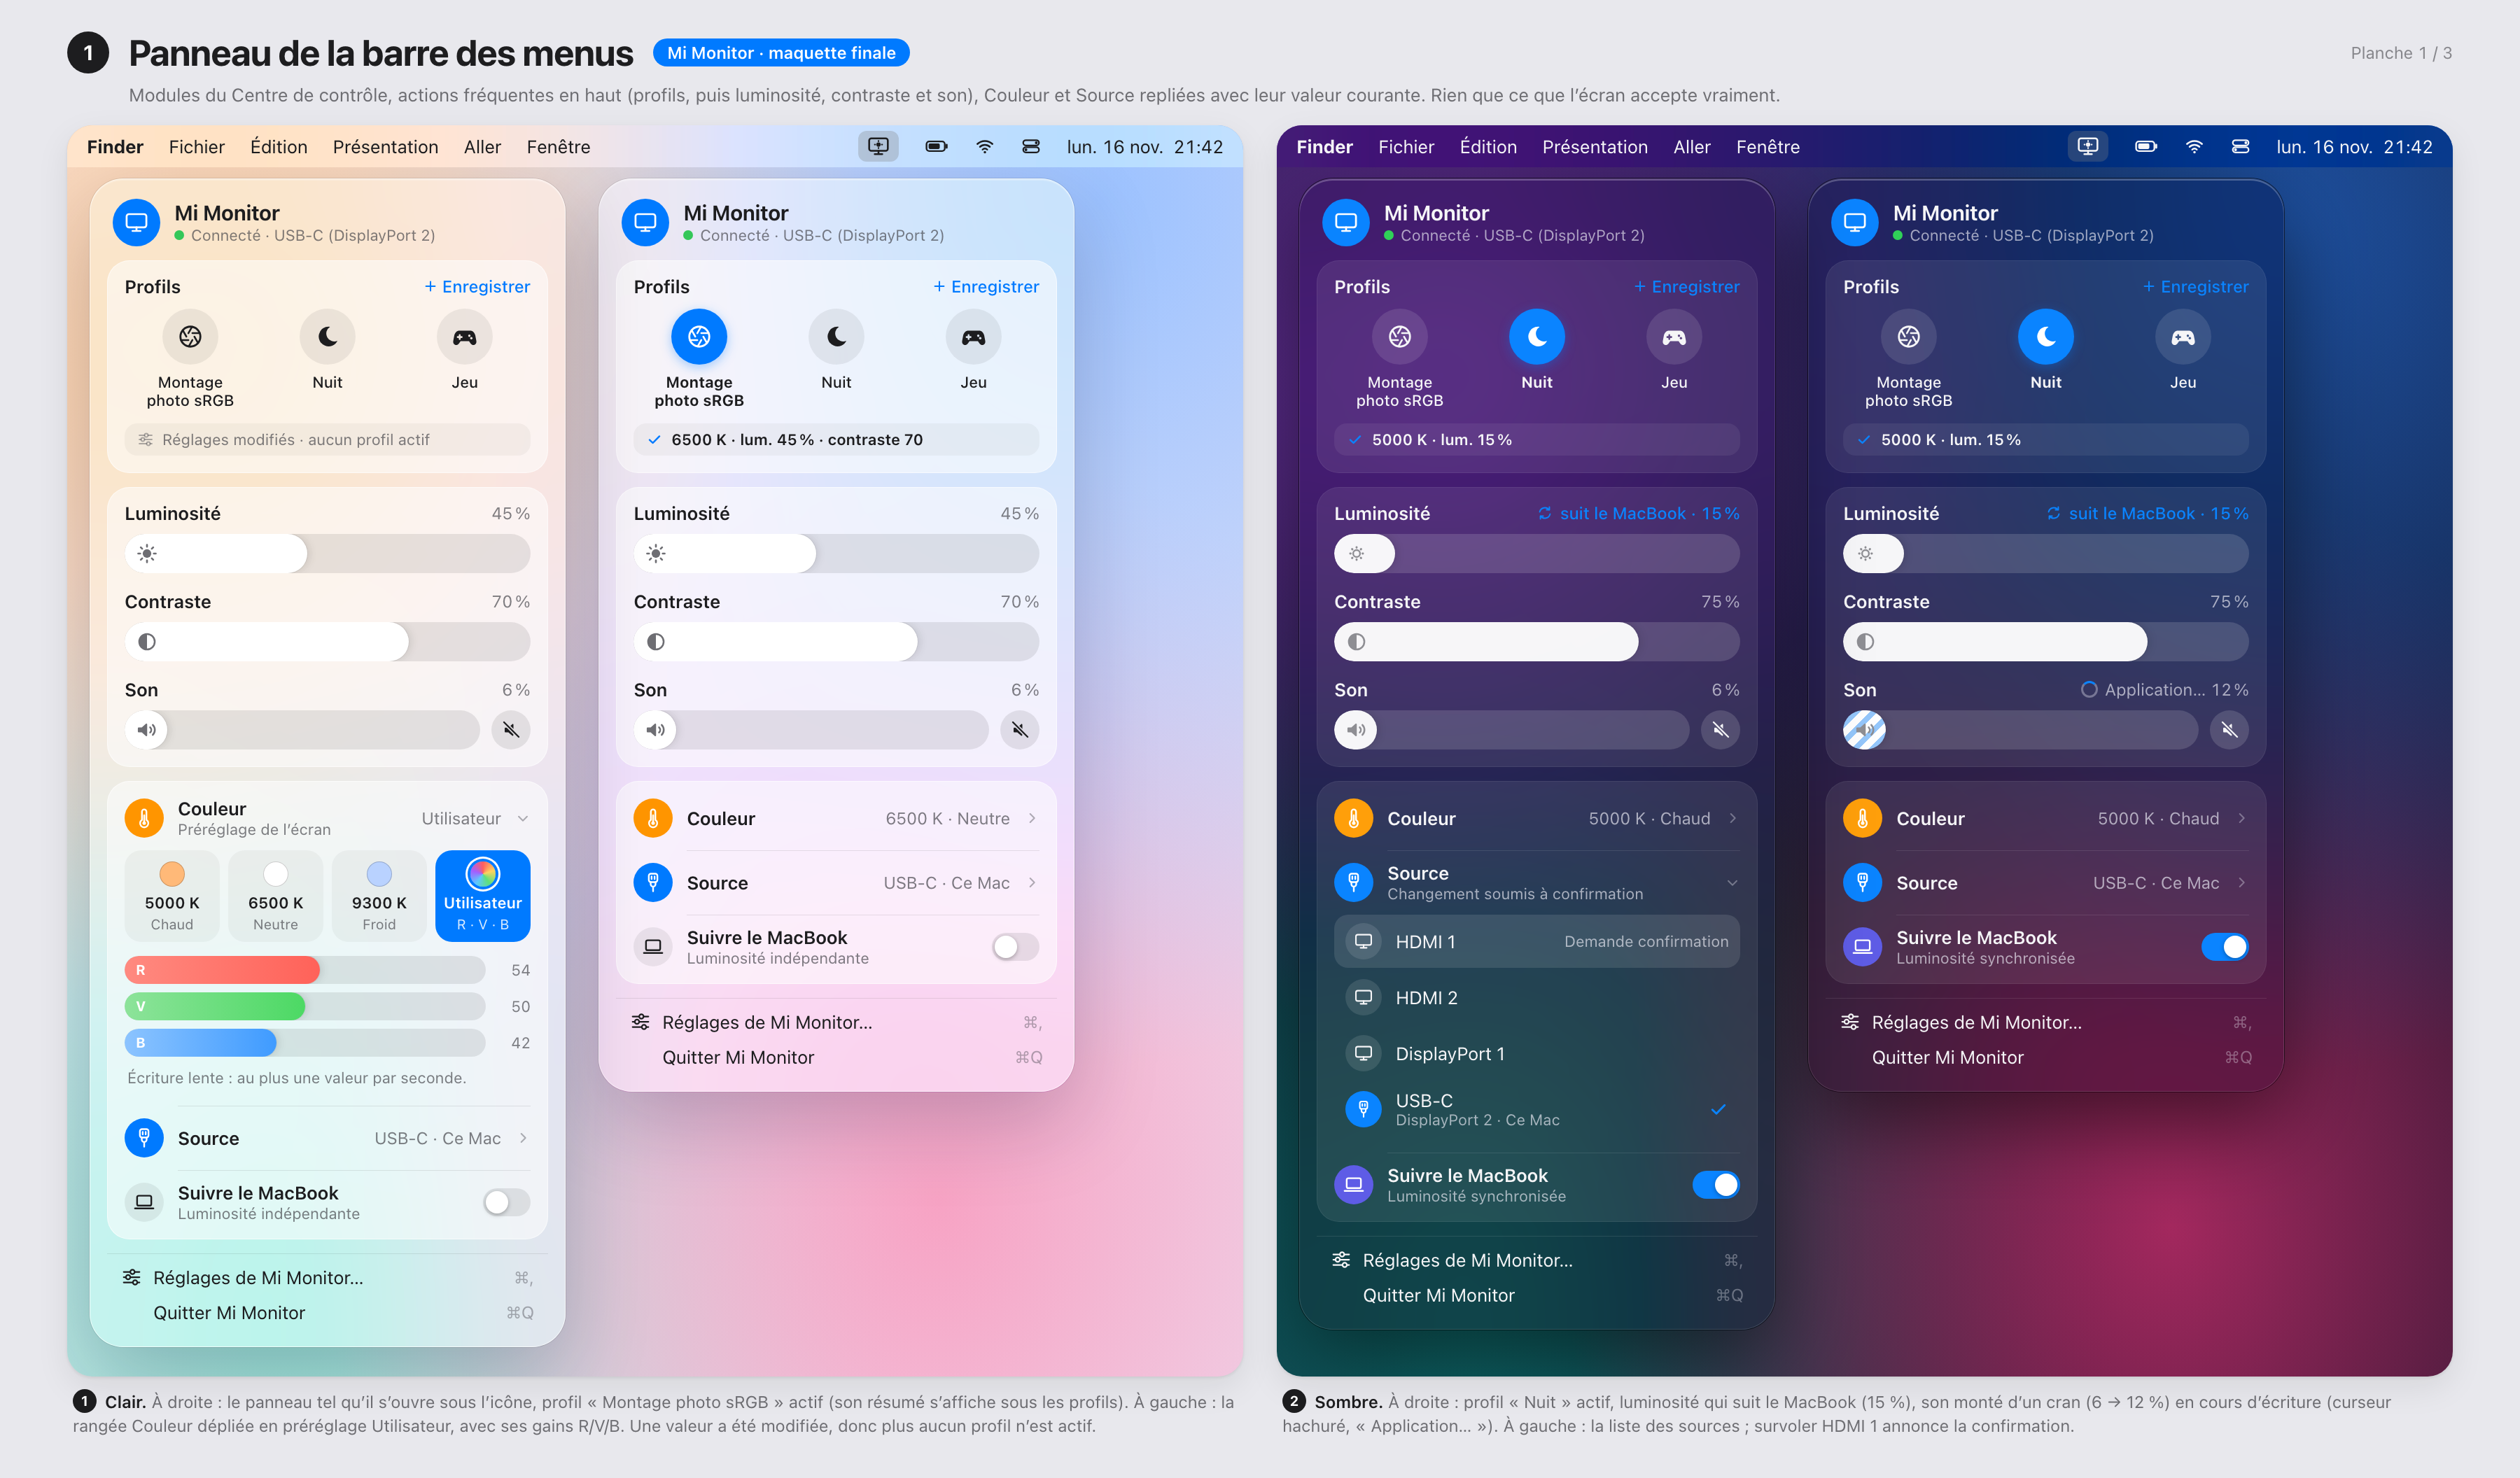 1 Panneau de la barre des menus Mi Monitor · maquette finale Planche 1 / 3
Modules du Centre de contrôle, actions fréquentes en haut (profils, puis luminosité, contraste et son), Couleur et Source repliées avec leur valeur courante. Rien que ce que l’écran accepte vraiment.
Finder Fichier Édition Présentation Aller Fenêtre lun. 16 nov. 21:42
Mi Monitor
Connecté · USB-C (DisplayPort 2)
Profils + Enregistrer
Montage
photo sRGB
Nuit
Jeu
Réglages modifiés · aucun profil actif
Luminosité 45 %
Contraste 70 %
Son 6 %
Couleur
Préréglage de l’écran
Utilisateur
5000 K
Chaud
6500 K
Neutre
9300 K
Froid
Utilisateur
R · V · B
R 54
V 50
B 42
Écriture lente : au plus une valeur par seconde.
Source USB-C · Ce Mac
Suivre le MacBook
Luminosité indépendante
Réglages de Mi Monitor… ⌘,
Quitter Mi Monitor ⌘Q
Mi Monitor
Connecté · USB-C (DisplayPort 2)
Profils + Enregistrer
Montage
photo sRGB
Nuit
Jeu
6500 K · lum. 45 % · contraste 70
Luminosité 45 %
Contraste 70 %
Son 6 %
Couleur 6500 K · Neutre
Source USB-C · Ce Mac
Suivre le MacBook
Luminosité indépendante
Réglages de Mi Monitor… ⌘,
Quitter Mi Monitor ⌘Q
1 Clair. À droite : le panneau tel qu’il s’ouvre sous l’icône, profil « Montage photo sRGB » actif (son résumé s’affiche sous les profils). À gauche : la
rangée Couleur dépliée en préréglage Utilisateur, avec ses gains R/V/B. Une valeur a été modifiée, donc plus aucun profil n’est actif.
Finder Fichier Édition Présentation Aller Fenêtre lun. 16 nov. 21:42
Mi Monitor
Connecté · USB-C (DisplayPort 2)
Profils + Enregistrer
Montage
photo sRGB
Nuit
Jeu
5000 K · lum. 15 %
Luminosité suit le MacBook · 15 %
Contraste 75 %
Son 6 %
Couleur 5000 K · Chaud
Source
Changement soumis à confirmation
HDMI 1 Demande confirmation
HDMI 2
DisplayPort 1
USB-C
DisplayPort 2 · Ce Mac
Suivre le MacBook
Luminosité synchronisée
Réglages de Mi Monitor… ⌘,
Quitter Mi Monitor ⌘Q
Mi Monitor
Connecté · USB-C (DisplayPort 2)
Profils + Enregistrer
Montage
photo sRGB
Nuit
Jeu
5000 K · lum. 15 %
Luminosité suit le MacBook · 15 %
Contraste 75 %
Son Application… 12 %
Couleur 5000 K · Chaud
Source USB-C · Ce Mac
Suivre le MacBook
Luminosité synchronisée
Réglages de Mi Monitor… ⌘,
Quitter Mi Monitor ⌘Q
2 Sombre. À droite : profil « Nuit » actif, luminosité qui suit le MacBook (15 %), son monté d’un cran (6 → 12 %) en cours d’écriture (curseur
hachuré, « Application… »). À gauche : la liste des sources ; survoler HDMI 1 annonce la confirmation.